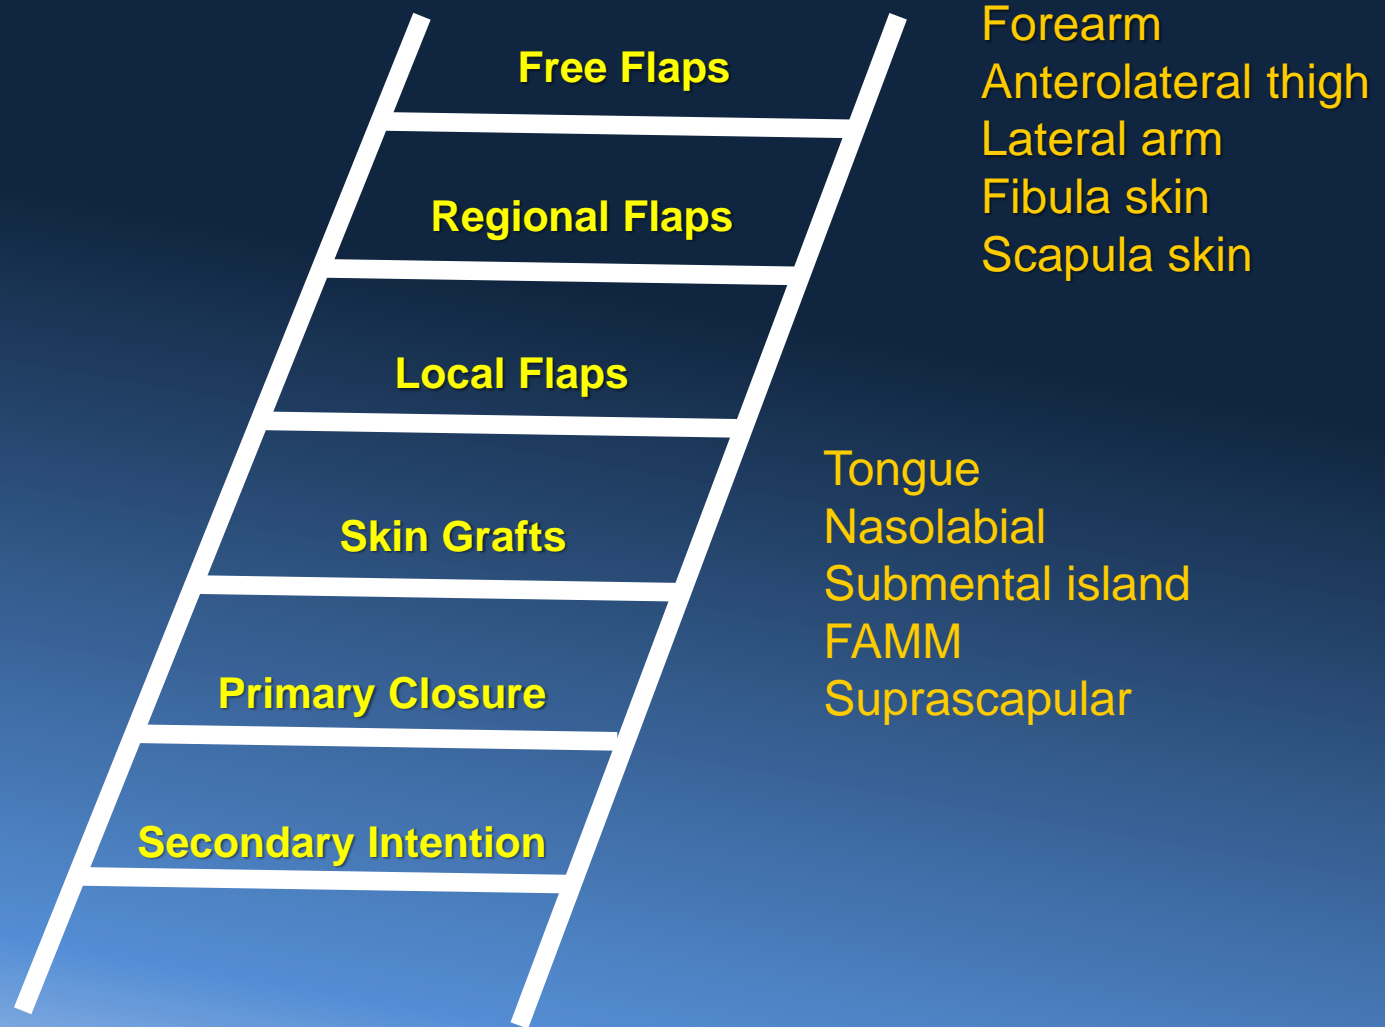 Free Flaps
Regional Flaps
Local Flaps
Skin Grafts
Primary Closure
Secondary Intention
Forearm
Anterolateral thigh
Lateral arm
Fibula skin
Scapula skin
Tongue
Nasolabial
Submental island
FAMM
Suprascapular